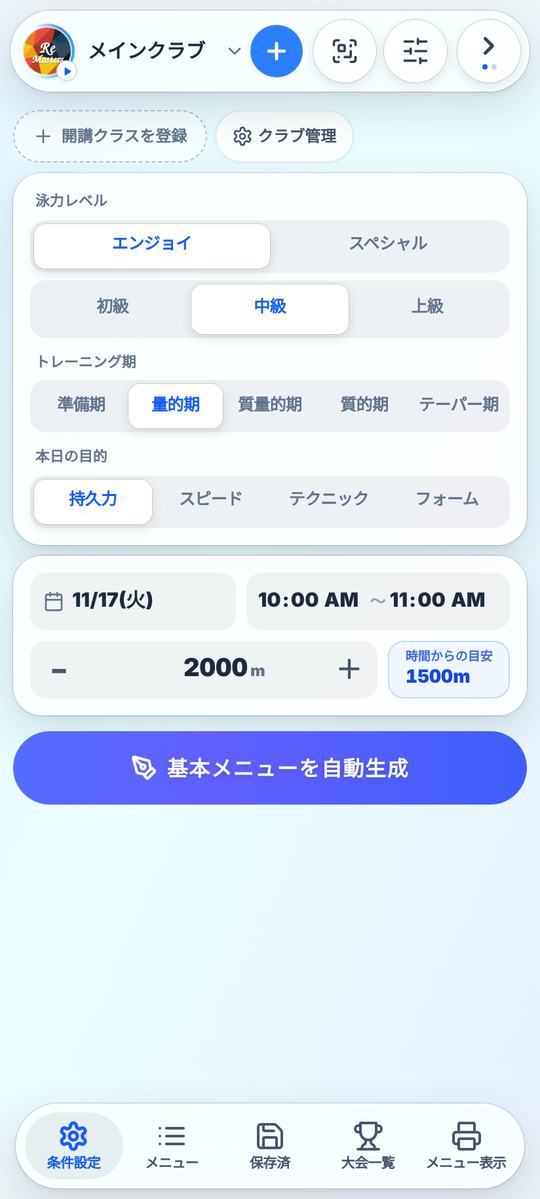 Re
Masters
メインクラブ
開講クラスを登録
クラブ管理
泳力レベル
エンジョイ
スペシャル
初級
中級
上級
トレーニング期
準備期
量的期
質量的期
質的期
テーパー期
本日の目的
持久力
スピード
テクニック
フォーム
11/17(火)
10:00 AM ～11:00 AM
2000m
時間からの目安
1500m
基本メニューを自動生成
条件設定
メニュー
保存済
大会一覧
メニュー表示